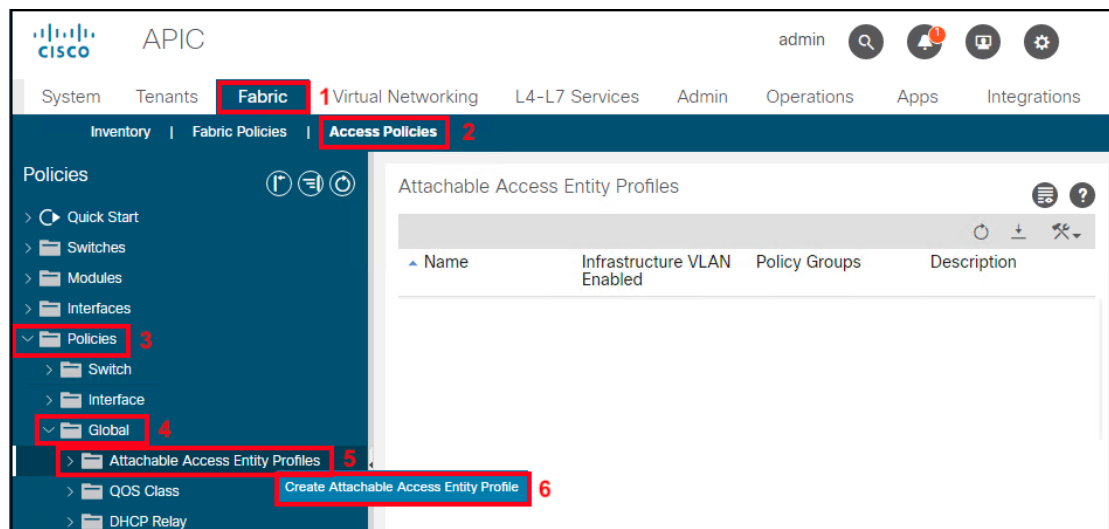 cisco APIC admin 1
System Tenants Fabric 1 Virtual Networking L4-L7 Services Admin Operations Apps Integrations
Inventory | Fabric Policies | Access Policies 2
Policies
Quick Start
Switches
Modules
Interfaces
Policies 3
Switch
Interface
Global 4
Attachable Access Entity Profiles 5
QOS Class
DHCP Relay
Create Attachable Access Entity Profile 6
Attachable Access Entity Profiles
?
Name Infrastructure VLAN Enabled Policy Groups Description